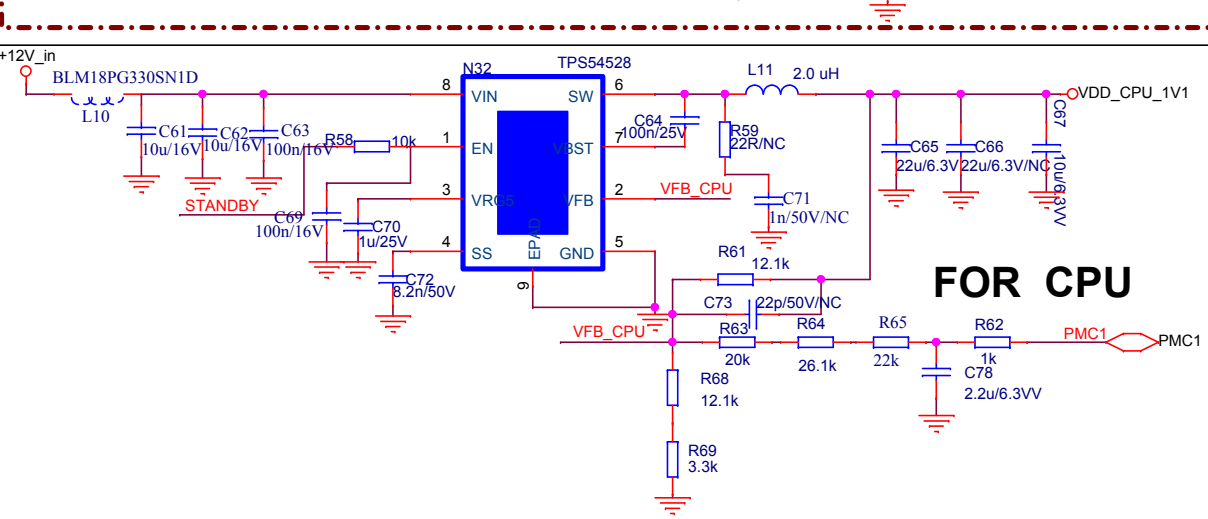 +12V_in
BLM18PG330SN1D
L10
C61
10u/16V
C62
10u/16V
C63
100n/16V
R58
10k
STANDBY
C69
100n/16V
C70
1u/25V
C72
8.2n/50V
N32
TPS54528
8
VIN
1
EN
3
VRG5
4
SS
SW
6
VBST
7
VFB
2
GND
5
EPAD
9
C64
100n/25V
L11
2.0 uH
R59
22R/NC
VFB_CPU
C71
1n/50V/NC
C65
22u/6.3V
C66
22u/6.3V/NC
C67
10u/6.3VV
VDD_CPU_1V1
FOR CPU
R61
12.1k
C73
22p/50V/NC
VFB_CPU
R63
20k
R64
26.1k
R65
22k
R62
1k
PMC1
PMC1
C78
2.2u/6.3VV
R68
12.1k
R69
3.3k